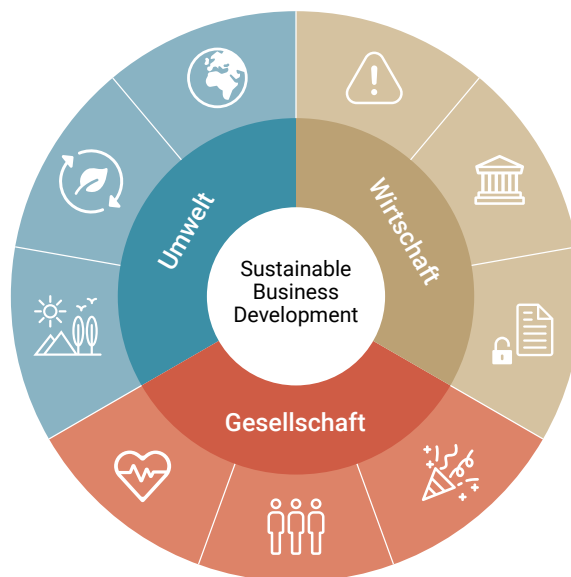 Umwelt
Wirtschaft
Sustainable
Business
Development
Gesellschaft